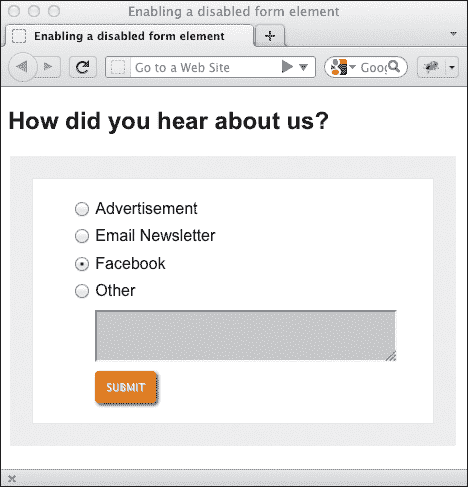 Enabling a disabled form element
Enabling a disabled form element
Go to a Web Site
Goog
How did you hear about us?
Advertisement
Email Newsletter
Facebook
Other
SUBMIT